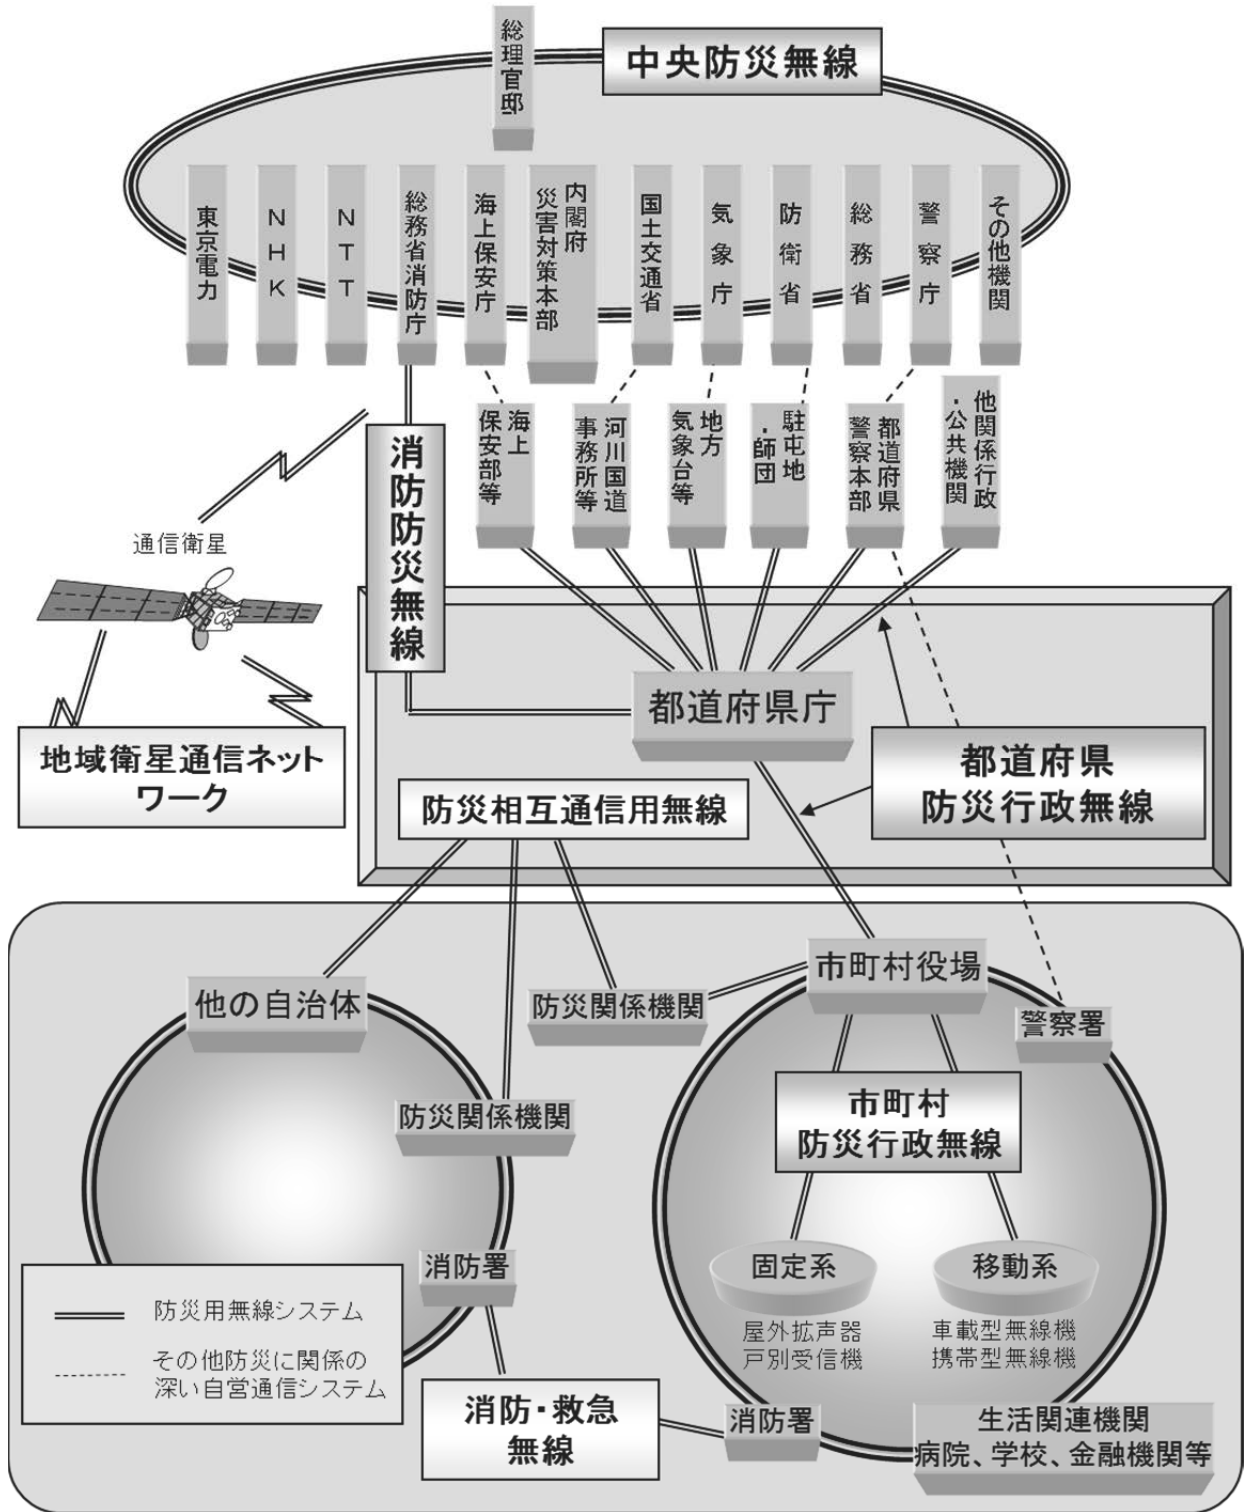 総理官邸
中央防災無線
東京電力
NHK
NTT
総務省消防庁
海上保安庁
内閣府
災害対策本部
国土交通省
気象庁
防衛省
総務省
警察庁
その他機関
海上
保安部等
河川国道
事務所等
地方
気象台等
駐屯地
・師団
都道府県
警察本部
他関係行政
・公共機関
消防防災無線
通信衛星
地域衛星通信ネット
ワーク
都道府県庁
都道府県
防災行政無線
防災相互通信用無線
市町村役場
他の自治体
防災関係機関
警察署
防災関係機関
市町村
防災行政無線
消防署
固定系
屋外拡声器
戸別受信機
移動系
車載型無線機
携帯型無線機
防災用無線システム
その他防災に関係の
深い自営通信システム
消防・救急
無線
消防署
生活関連機関
病院、学校、金融機関等